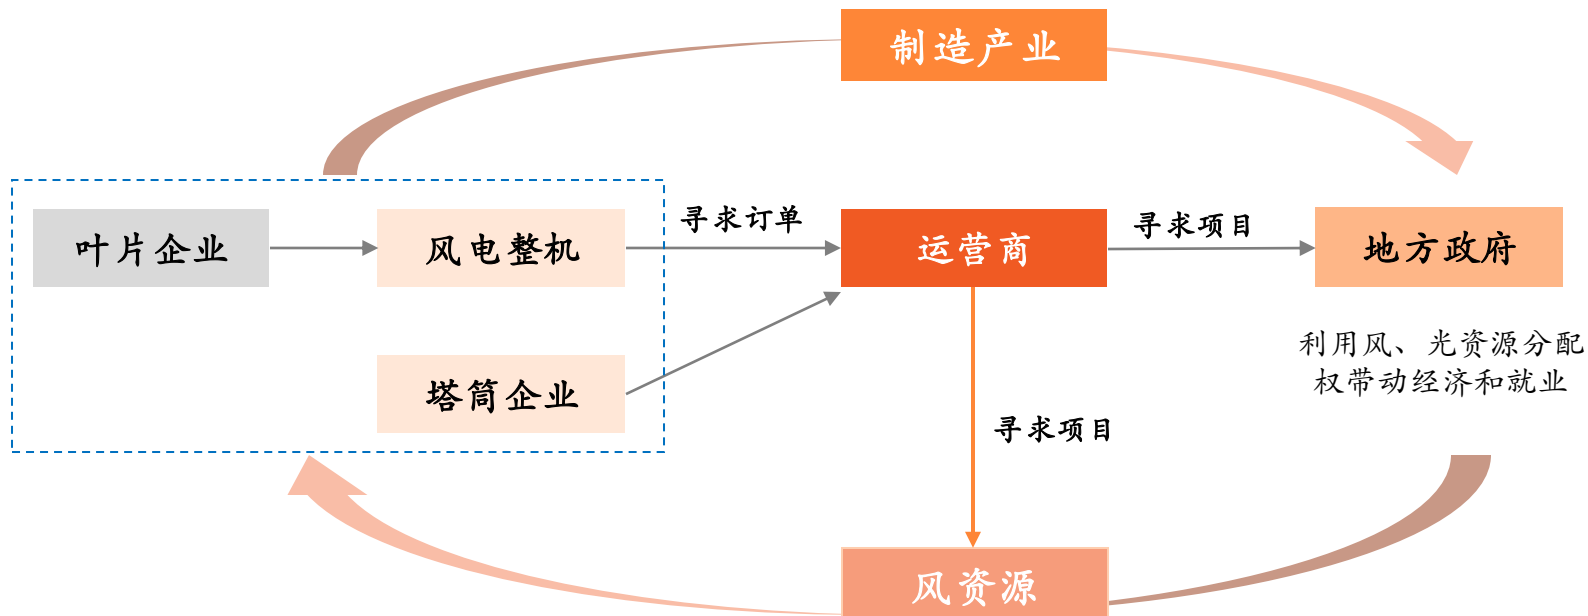 制造产业
寻求订单
寻求项目
叶片企业
风电整机
运营商
地方政府
利用风、光资源分配
权带动经济和就业
塔筒企业
寻求项目
风资源